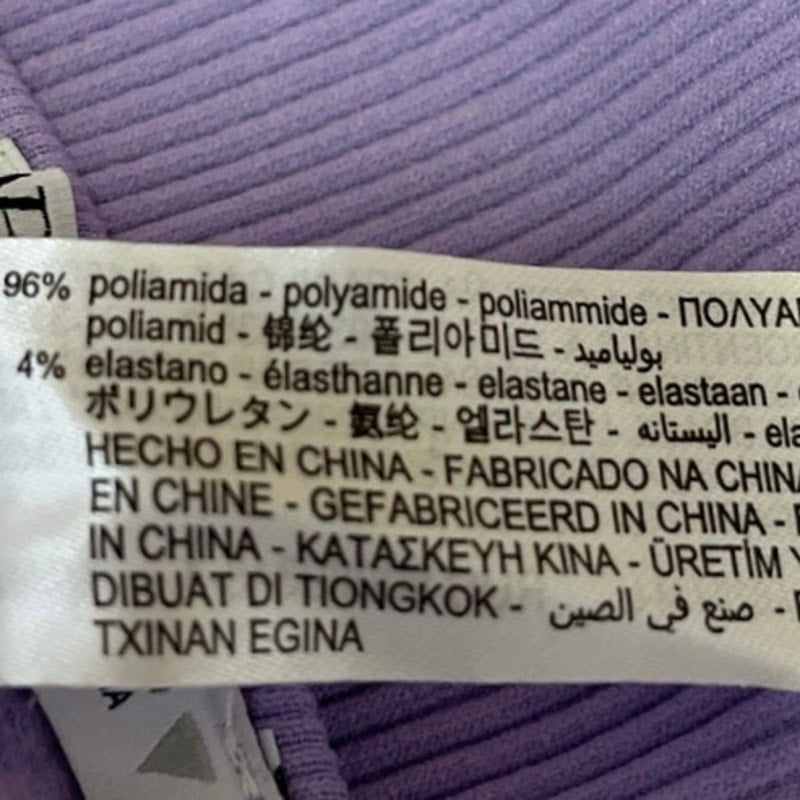 96% poliamida - polyamide - poliammide - ΠΟΛΥΑ
poliamid - 锦纶 - 폴리아미드 - بولياميد
4% elastano - élasthanne - elastane - elastaan -
ポリウレタン - 氨纶 - 엘라스탄 - اليستانه - ela
HECHO EN CHINA - FABRICADO NA CHINA
EN CHINE - GEFABRICEERD IN CHINA -
IN CHINA - ΚΑΤΑΣΚΕΥΗ ΚΙΝΑ - ÜRETİM Y
DIBUAT DI TIONGKOK - صنع في الصين -
TXINAN EGINA